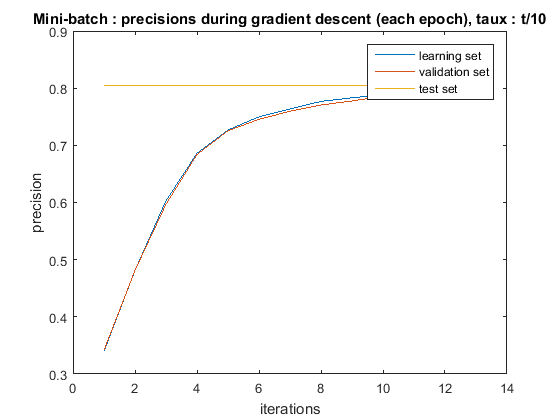 Mini-batch : precisions during gradient descent (each epoch), taux : t/10
0.9
0.8
0.7
0.6
0.5
0.4
0.3
precision
learning set
validation set
test set
0 2 4 6 8 10 12 14
iterations